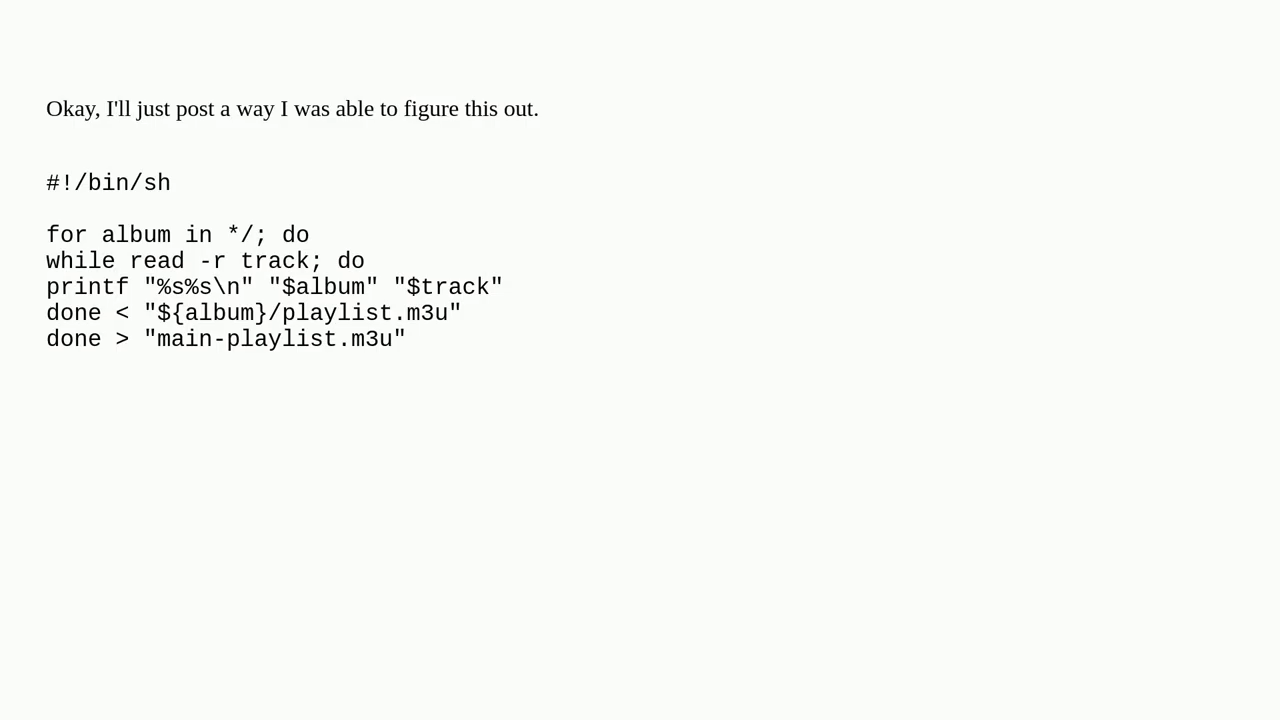 Okay, I'll just post a way I was able to figure this out.
#!/bin/sh
for album in */; do
while read -r track; do
printf "%s%s\n" "$album" "$track"
done < "${album}/playlist.m3u"
done > "main-playlist.m3u"